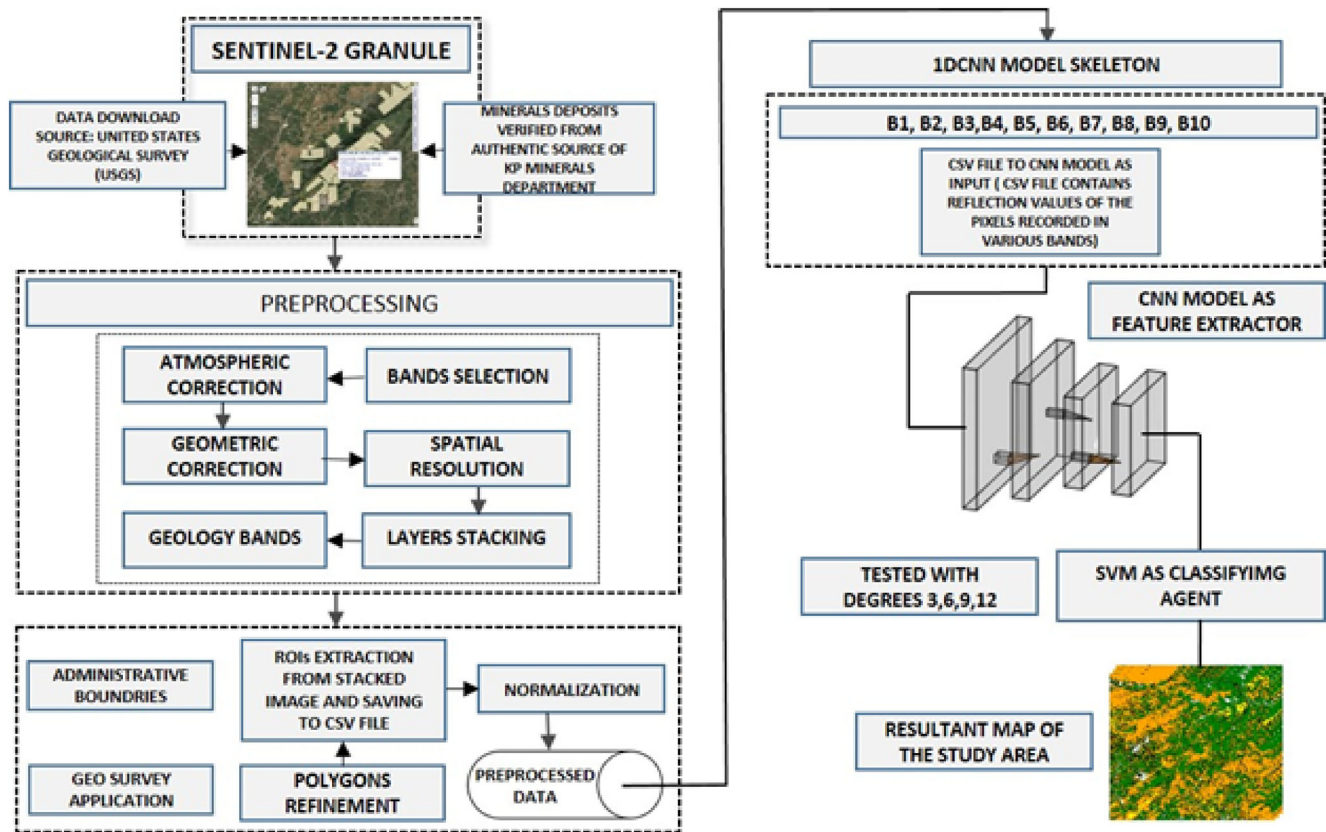 SENTINEL-2 GRANULE
DATA DOWNLOAD
SOURCE: UNITED STATES
GEOLOGICAL SURVEY
(USGS)
MINERALS DEPOSITS
VERIFIED FROM
AUTHENTIC SOURCE OF
KP MINERALS
DEPARTMENT
PREPROCESSING
ATMOSPHERIC
CORRECTION
BANDS SELECTION
GEOMETRIC
CORRECTION
SPATIAL
RESOLUTION
GEOLOGY BANDS
LAYERS STACKING
ADMINISTRATIVE
BOUNDRIES
ROIs EXTRACTION
FROM STACKED
IMAGE AND SAVING
TO CSV FILE
NORMALIZATION
GEO SURVEY
APPLICATION
POLYGONS
REFINEMENT
PREPROCESSED
DATA
1DCNN MODEL SKELETON
B1, B2, B3,B4, B5, B6, B7, B8, B9, B10
CSV FILE TO CNN MODEL AS
INPUT ( CSV FILE CONTAINS
REFLECTION VALUES OF THE
PIXELS RECORDED IN
VARIOUS BANDS)
CNN MODEL AS
FEATURE EXTRACTOR
TESTED WITH
DEGREES 3,6,9,12
SVM AS CLASSIFYIMG
AGENT
RESULTANT MAP OF
THE STUDY AREA